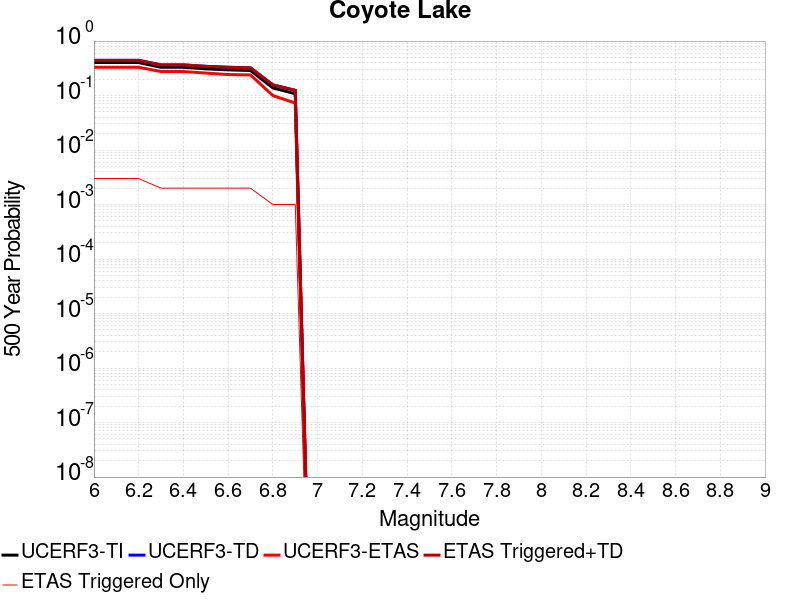 Coyote Lake
10^0
10^-1
10^-2
10^-3
10^-4
10^-5
10^-6
10^-7
10^-8
500 Year Probability
6 6.2 6.4 6.6 6.8 7 7.2 7.4 7.6 7.8 8 8.2 8.4 8.6 8.8 9
Magnitude
UCERF3-TI UCERF3-TD UCERF3-ETAS ETAS Triggered+TD
ETAS Triggered Only